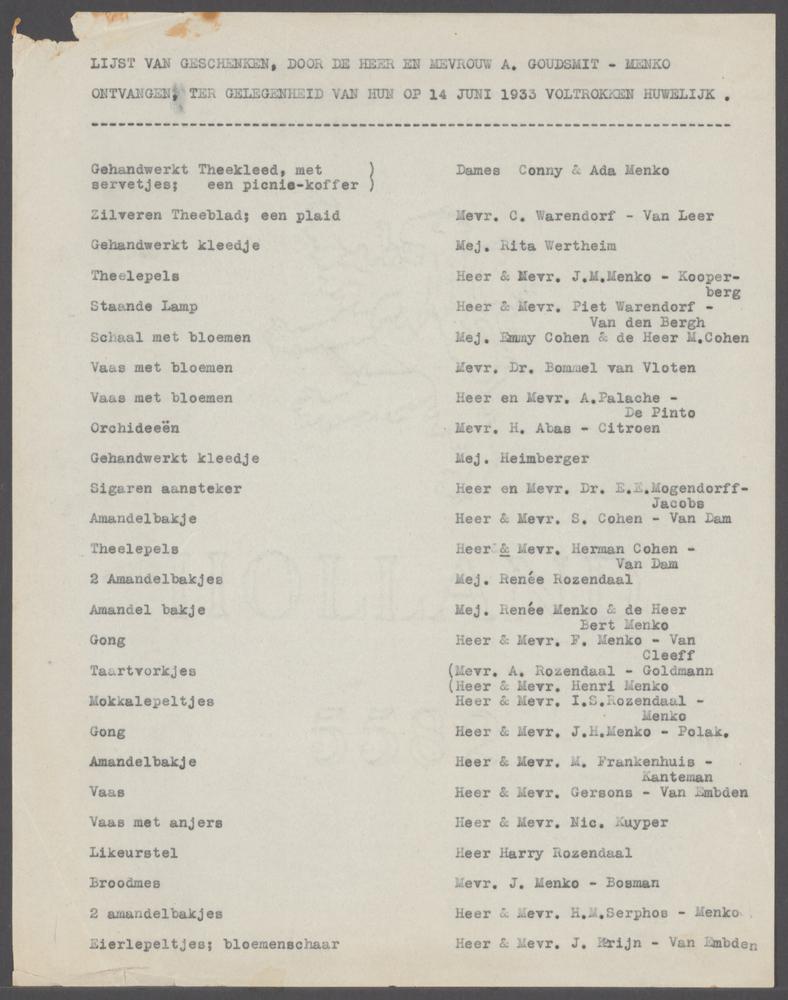 LIJST VAN GESCHENKEN, DOOR DE HEER EN MEVROUW A. GOUDSMIT - MENKO
ONTVANGEN, TER GELEGENHEID VAN HUN OP 14 JUNI 1933 VOLTROKKEN HUWELIJK .
Gehandwerkt Theekleed, met ) Dames Conny & Ada Menko
servetjes; een picnic-koffer )
Zilveren Theeblad; een plaid Mevr. C. Warendorf - Van Leer
Gehandwerkt kleedje Mej. Rita Wertheim
Theelepels Heer & Mevr. J.M.Menko - Kooper-
berg
Staande Lamp Heer & Mevr. Piet Warendorf -
Van den Bergh
Schaal met bloemen Mej. Emmy Cohen & de Heer M.Cohen
Vaas met bloemen Mevr. Dr. Bommel van Vloten
Vaas met bloemen Heer en Mevr. A.Palache -
De Pinto
Orchideeën Mevr. H. Abas - Citroen
Gehandwerkt kleedje Mej. Heimberger
Sigaren aansteker Heer en Mevr. Dr. E.E.Mogendorff-
Jacobs
Amandelbakje Heer & Mevr. S. Cohen - Van Dam
Theelepels Heer & Mevr. Herman Cohen -
Van Dam
2 Amandelbakjes Mej. Renée Rozendaal
Amandel bakje Mej. Renée Menko & de Heer
Bert Menko
Gong Heer & Mevr. F. Menko - Van
Cleeff
Taartvorkjes (Mevr. A. Rozendaal - Goldmann
(Heer & Mevr. Henri Menko
Mokkalepeltjes Heer & Mevr. I.S.Rozendaal -
Menko
Gong Heer & Mevr. J.H.Menko - Polak.
Amandelbakje Heer & Mevr. M. Frankenhuis -
Kanteman
Vaas Heer & Mevr. Gersons - Van Embden
Vaas met anjers Heer & Mevr. Nic. Kuyper
Likeurstel Heer Harry Rozendaal
Broodmes Mevr. J. Menko - Bosman
2 amandelbakjes Heer & Mevr. H.M.Serphos - Menko
Eierlepeltjes; bloemenschaar Heer & Mevr. J. Krijn - Van Embden